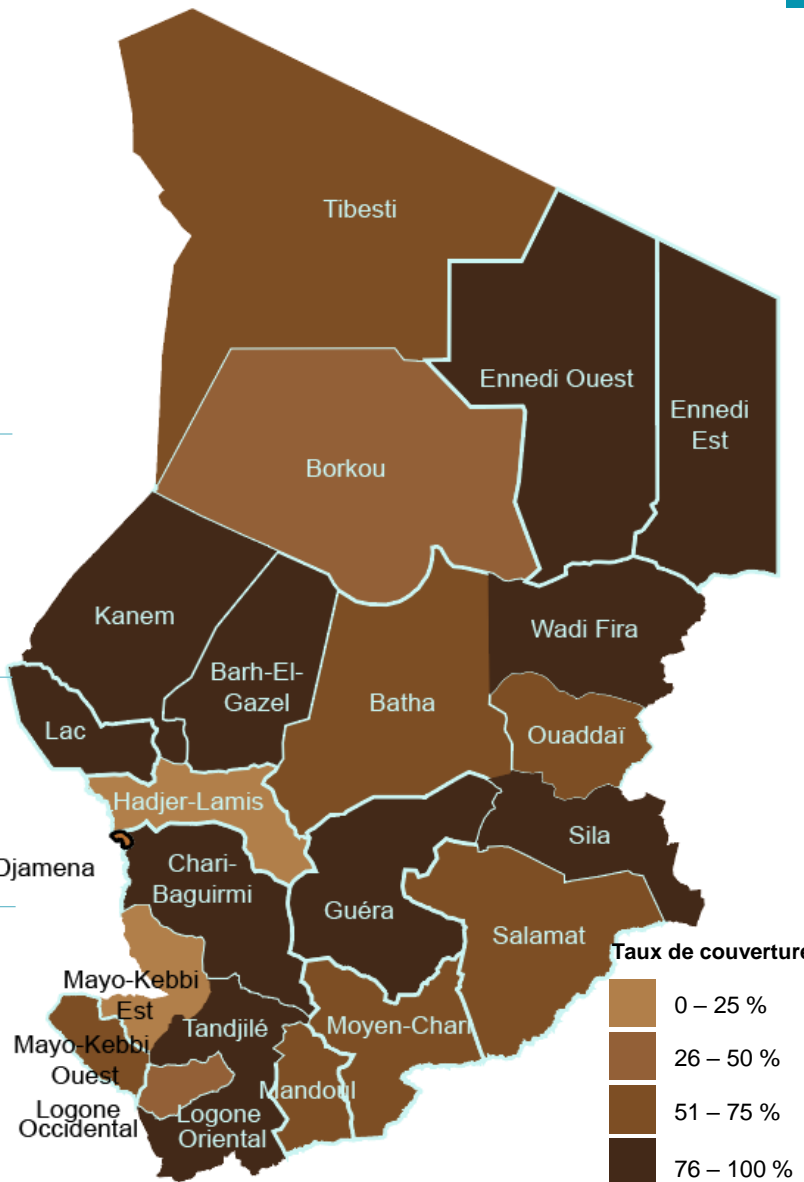 Tibesti
Ennedi Ouest
Ennedi
Est
Borkou
Kanem
Wadi Fira
Barh-El-
Gazel
Batha
Lac
Ouaddaï
Hadjer-Lamis
Sila
Djamena
Chari-
Baguirmi
Guéra
Salamat
Taux de couverture
Mayo-Kebbi
Est
Tandjilé
Moyen-Chari
Mayo-Kebbi
Ouest
Mandoul
Logone
Occidental
Logone
Oriental
0 – 25 %
26 – 50 %
51 – 75 %
76 – 100 %